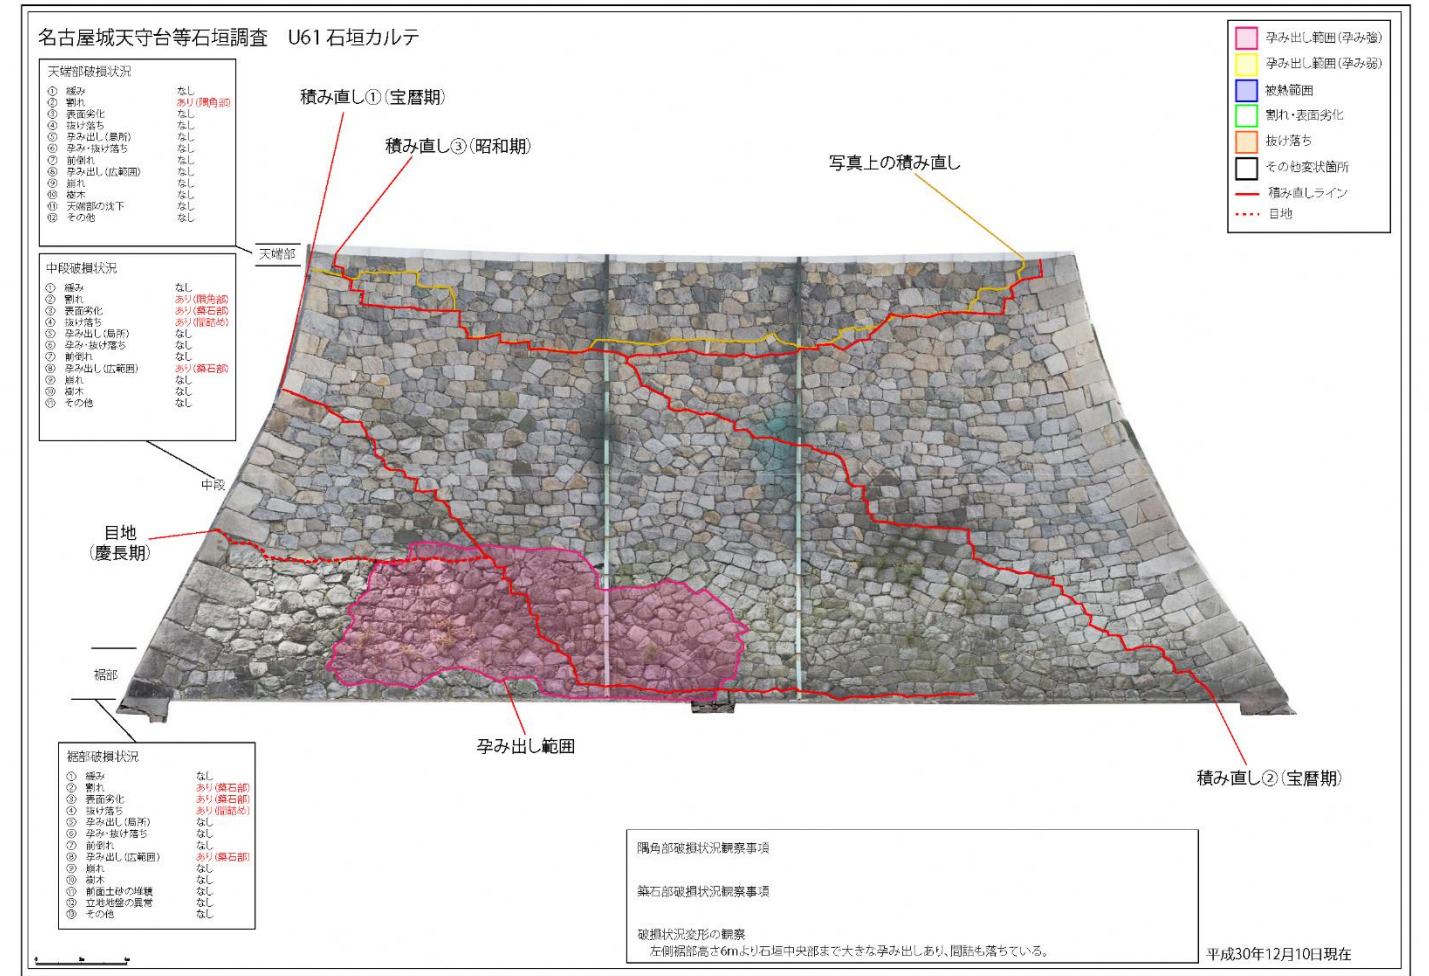 名古屋城天守台等石垣調査　U61 石垣カルテ
天端部破損状況
① 緩み なし
② 割れ あり(隅角部)
③ 表面劣化 なし
④ 抜け落ち なし
⑤ 孕み出し(局所) なし
⑥ 孕み・抜け落ち なし
⑦ 前倒れ なし
⑧ 孕み出し(広範囲) なし
⑨ 崩れ なし
⑩ 樹木 なし
⑪ 天端部の沈下 なし
⑫ その他 なし
積み直し①(宝暦期)
積み直し③(昭和期)
写真上の積み直し
孕み出し範囲(孕み強)
孕み出し範囲(孕み弱)
被熱範囲
割れ・表面劣化
抜け落ち
その他変状箇所
積み直しライン
目地
天端部
中段破損状況
① 緩み なし
② 割れ あり(隅角部)
③ 表面劣化 あり(築石部)
④ 抜け落ち あり(間詰め)
⑤ 孕み出し(局所) なし
⑥ 孕み・抜け落ち なし
⑦ 前倒れ なし
⑧ 孕み出し(広範囲) あり(築石部)
⑨ 崩れ なし
⑩ 樹木 なし
⑪ その他 なし
中段
目地
(慶長期)
裾部
孕み出し範囲
積み直し②(宝暦期)
裾部破損状況
① 緩み なし
② 割れ あり(築石部)
③ 表面劣化 あり(築石部)
④ 抜け落ち あり(間詰め)
⑤ 孕み出し(局所) なし
⑥ 孕み・抜け落ち なし
⑦ 前倒れ なし
⑧ 孕み出し(広範囲) あり(築石部)
⑨ 崩れ なし
⑩ 樹木 なし
⑪ 前面土砂の堆積 なし
⑫ 立地地盤の異常 なし
⑬ その他 なし
隅角部破損状況観察事項
築石部破損状況観察事項
破損状況変形の観察
左側裾部高さ6mより石垣中央部まで大きな孕み出しあり、間詰も落ちている。
平成30年12月10日現在